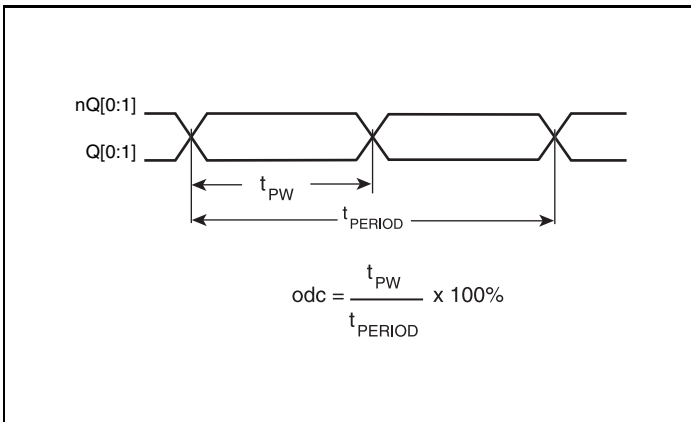 nQ[0:1]
Q[0:1]
tPW
tPERIOD
odc = tPW / tPERIOD x 100%